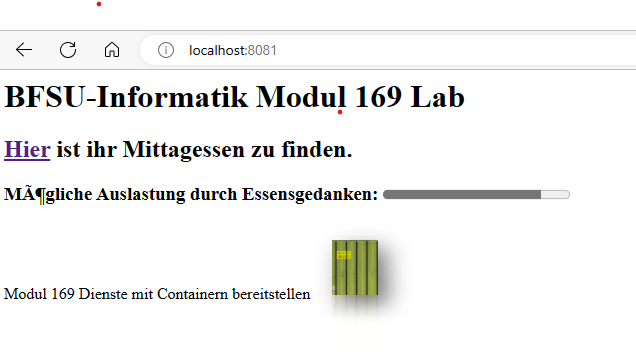 localhost:8081
BFSU-Informatik Modul 169 Lab
Hier ist ihr Mittagessen zu finden.
MÃ¶gliche Auslastung durch Essensgedanken:
Modul 169 Dienste mit Containern bereitstellen